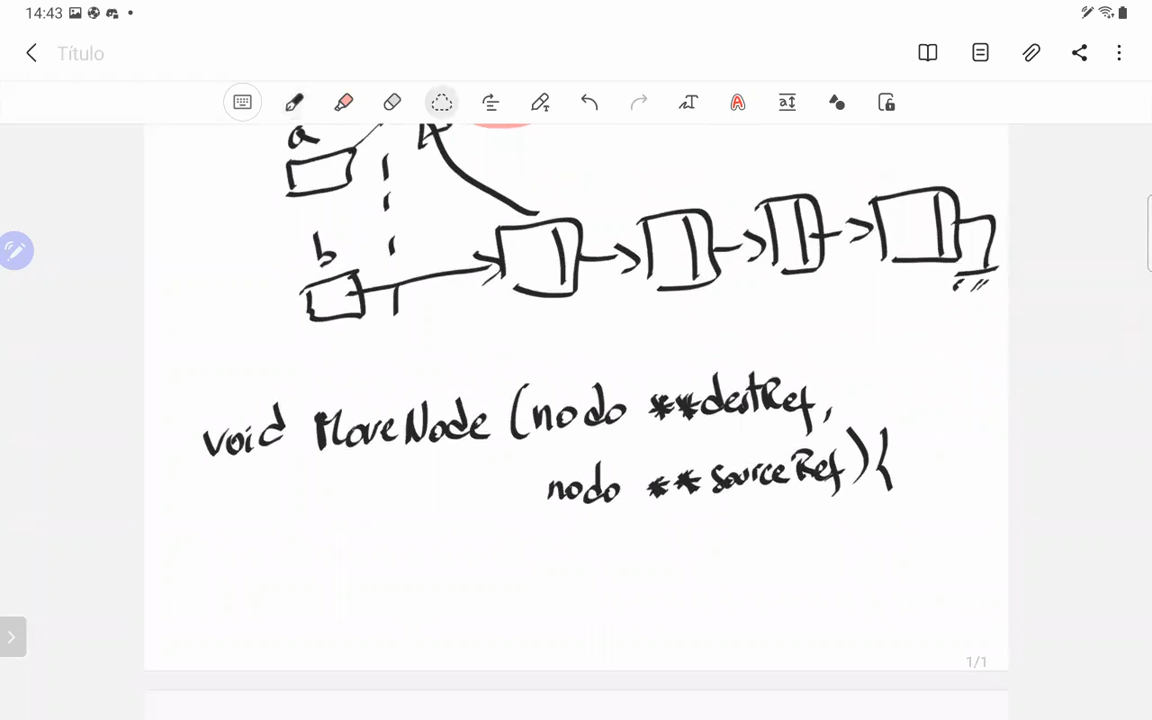 14:43
Título
a
b
void MoveNode (nodo **destRef,
nodo **sourceRef){
1/1